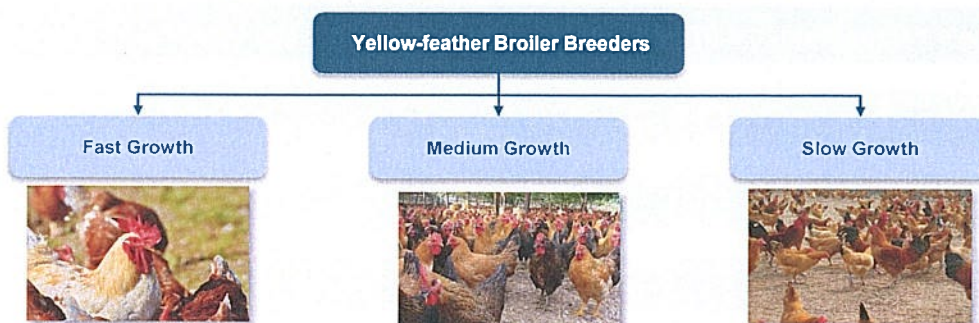 Yellow-feather Broiler Breeders
Fast Growth
Medium Growth
Slow Growth